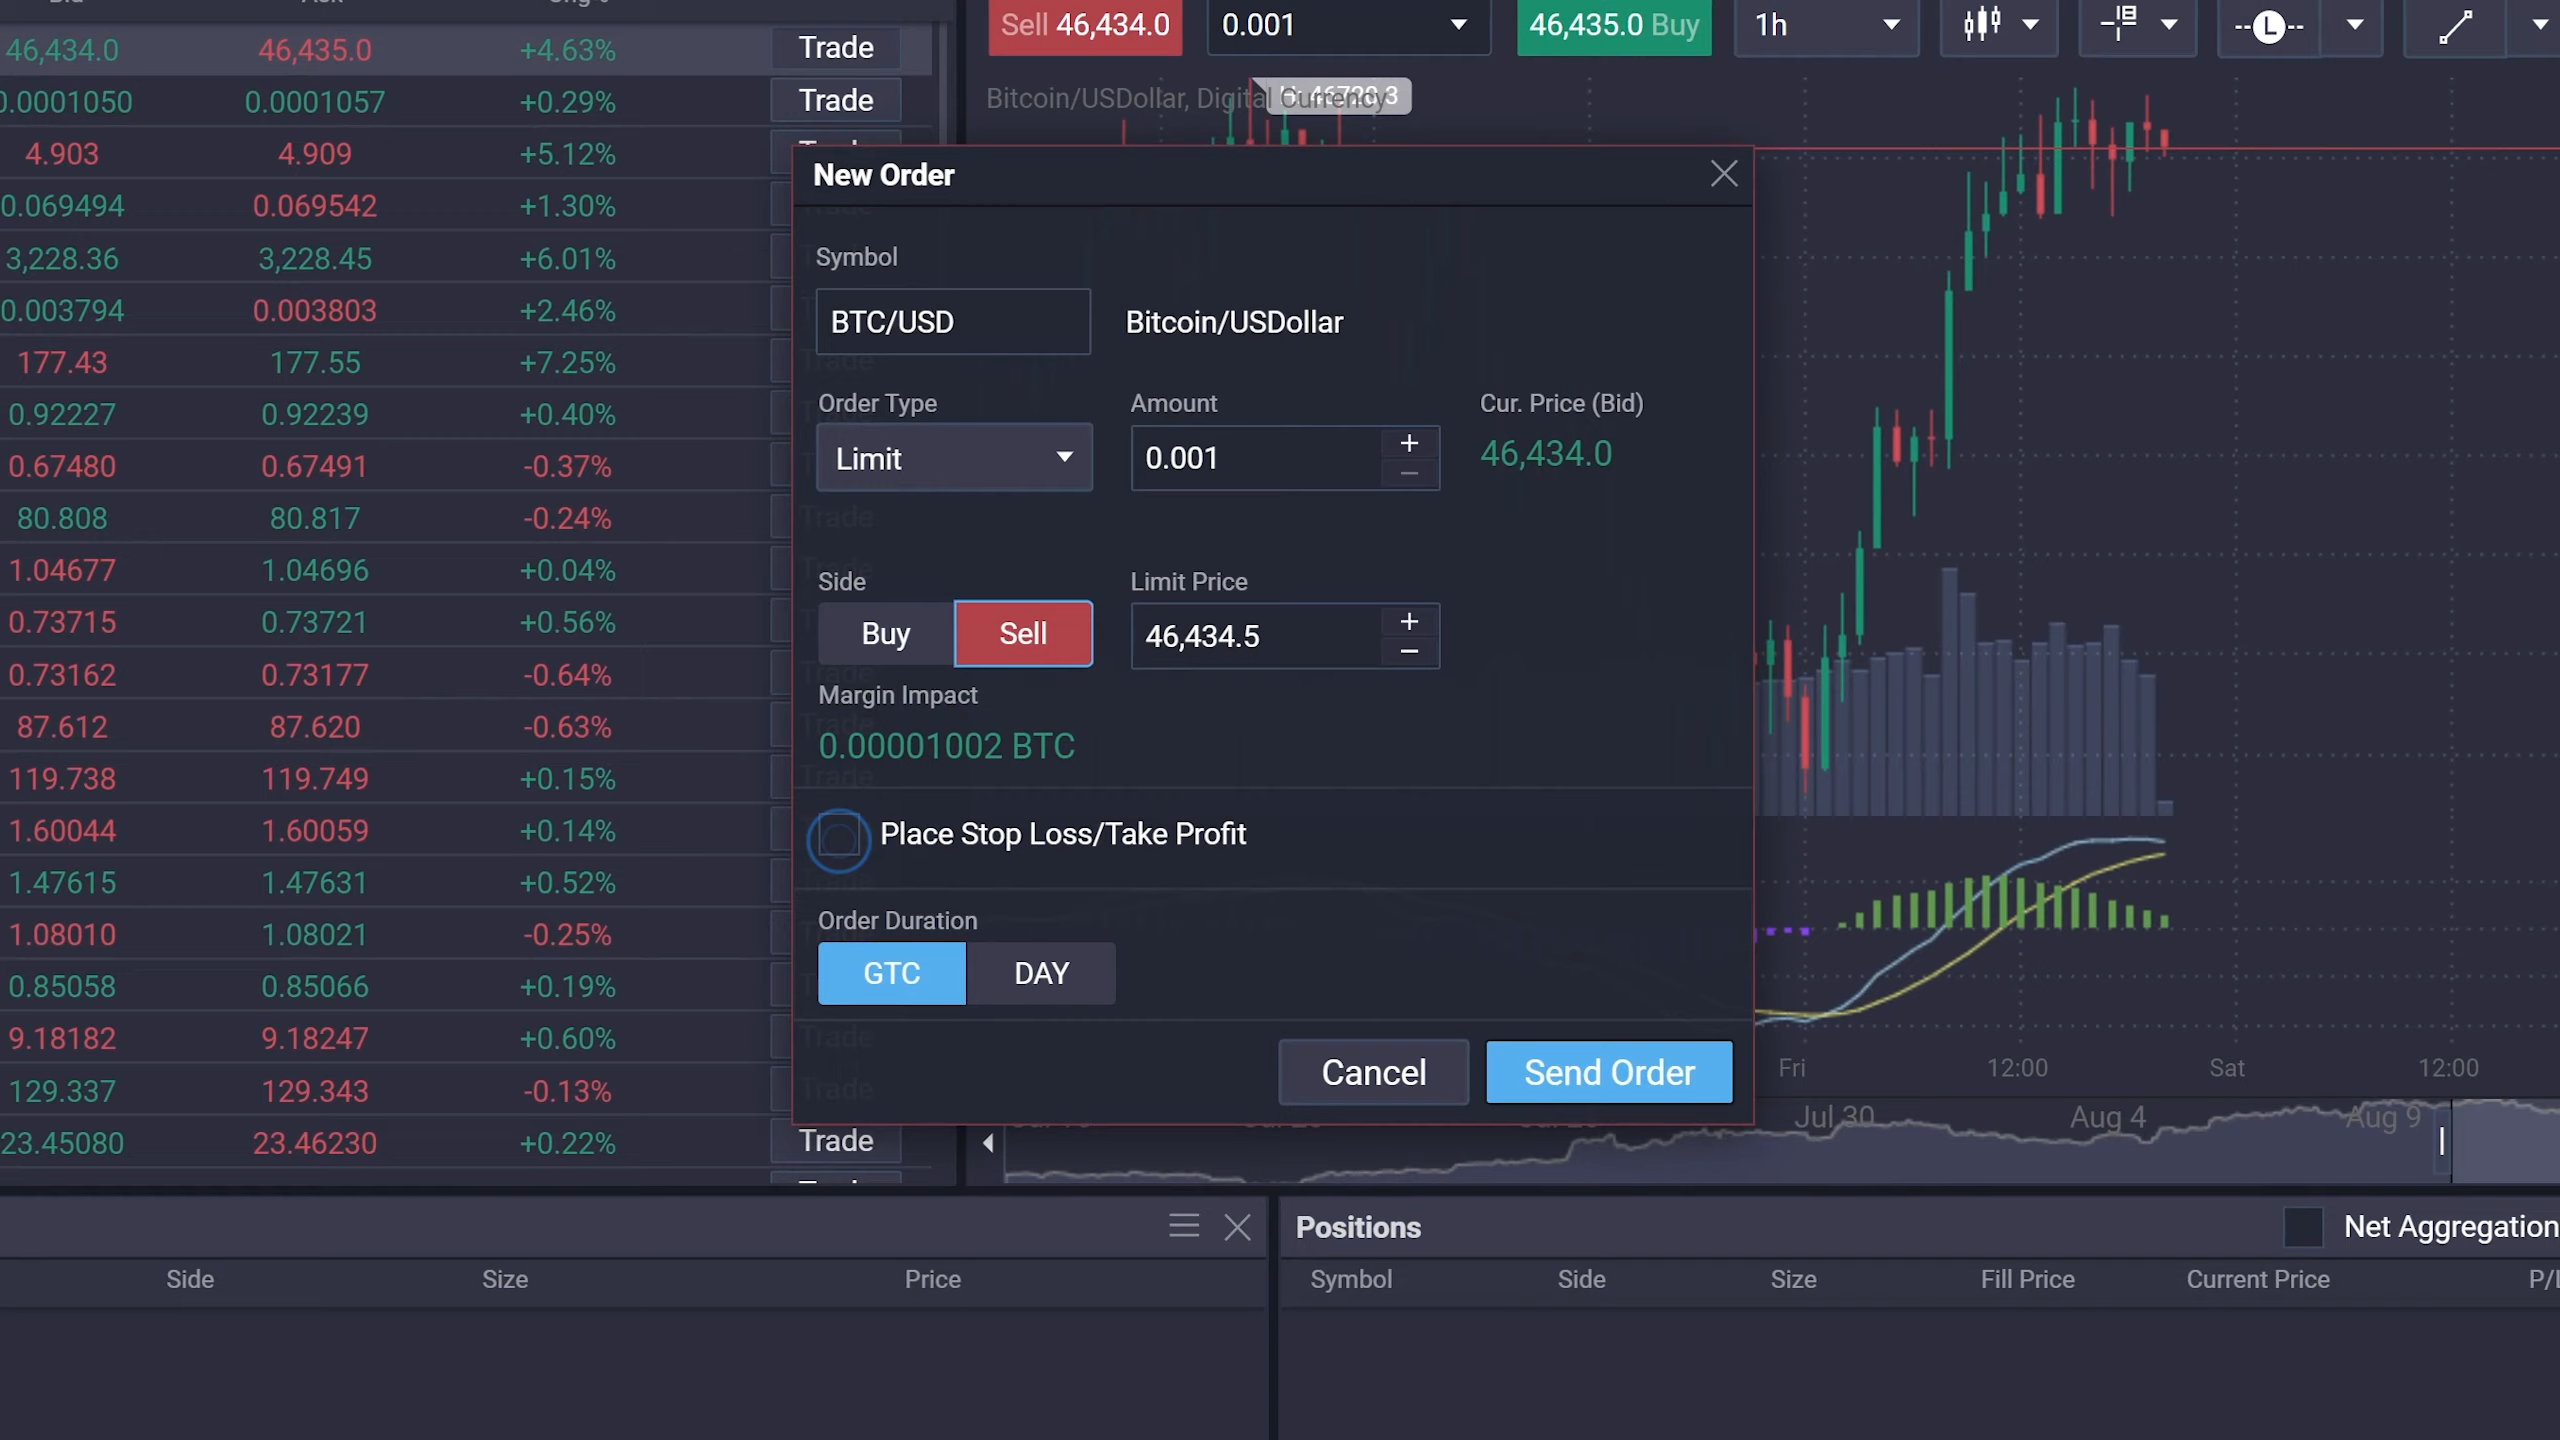 46,434.0 46,435.0 +4.63% Trade
0.0001050 0.0001057 +0.29% Trade
4.903 4.909 +5.12%
0.069494 0.069542 +1.30%
3,228.36 3,228.45 +6.01%
0.003794 0.003803 +2.46%
177.43 177.55 +7.25%
0.92227 0.92239 +0.40%
0.67480 0.67491 -0.37%
80.808 80.817 -0.24%
1.04677 1.04696 +0.04%
0.73715 0.73721 +0.56%
0.73162 0.73177 -0.64%
87.612 87.620 -0.63%
119.738 119.749 +0.15%
1.60044 1.60059 +0.14%
1.47615 1.47631 +0.52%
1.08010 1.08021 -0.25%
0.85058 0.85066 +0.19%
9.18182 9.18247 +0.60%
129.337 129.343 -0.13%
23.45080 23.46230 +0.22% Trade
Sell 46,434.0 0.001 46,435.0 Buy 1h L
Bitcoin/USDollar, Digital Currency
H: 46720.3
New Order
Symbol
BTC/USD Bitcoin/USDollar
Order Type Amount Cur. Price (Bid)
Limit 0.001 46,434.0
Side Limit Price
Buy Sell 46,434.5
Margin Impact
0.00001002 BTC
Place Stop Loss/Take Profit
Order Duration
GTC DAY
Cancel Send Order
Fri 12:00 Sat 12:00
Jul 30 Aug 4 Aug 9
Side Size Price
Positions Net Aggregation
Symbol Side Size Fill Price Current Price